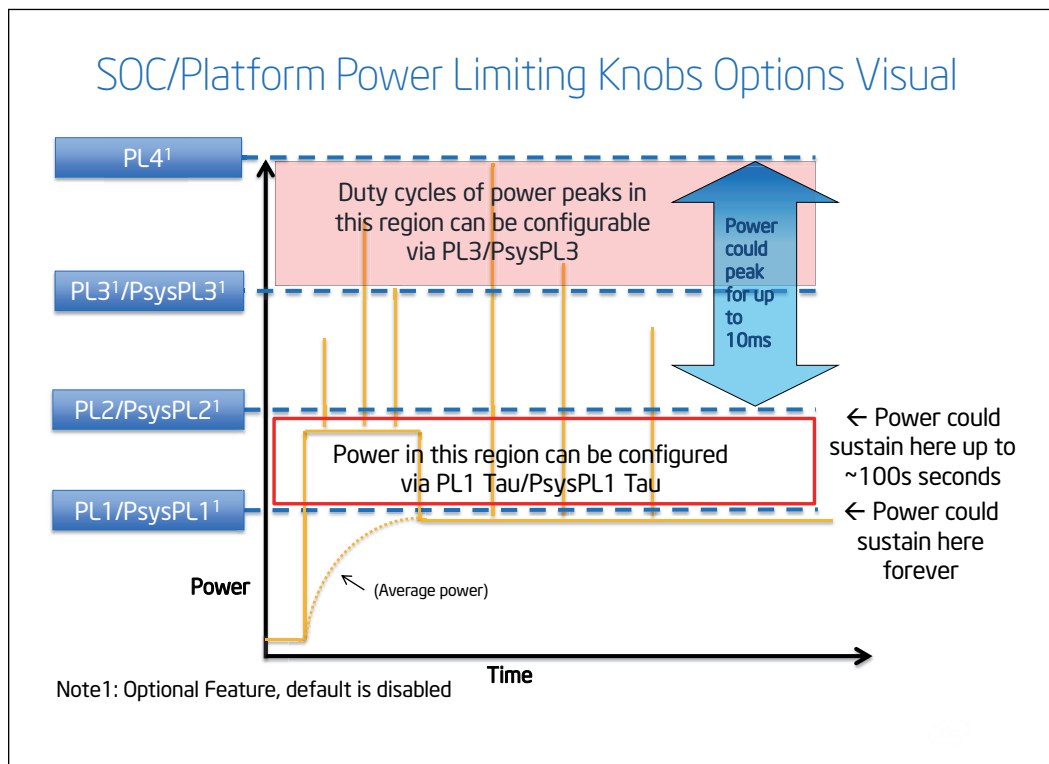 SOC/Platform Power Limiting Knobs Options Visual
PL4¹
Duty cycles of power peaks in
this region can be configurable
via PL3/PsysPL3
Power
could
peak
for up
to
10ms
PL3¹/PsysPL3¹
PL2/PsysPL2¹
← Power could
sustain here up to
~100s seconds
Power in this region can be configured
via PL1 Tau/PsysPL1 Tau
PL1/PsysPL1¹
← Power could
sustain here
forever
Power
(Average power)
Time
Note1: Optional Feature, default is disabled